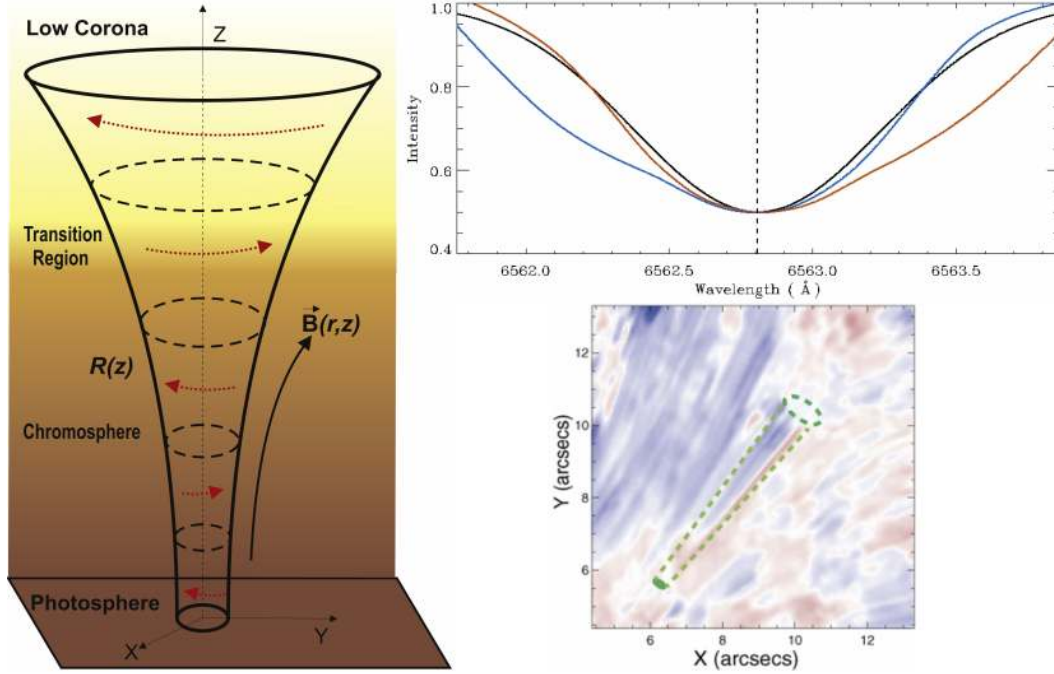 Low Corona
Z
Transition
Region
B(r,z)
R(z)
Chromosphere
Photosphere
X
Y
1.0
0.8
0.6
0.4
Intensity
6562.0 6562.5 6563.0 6563.5
Wavelength ( Å )
12
10
8
6
Y (arcsecs)
6 8 10 12
X (arcsecs)